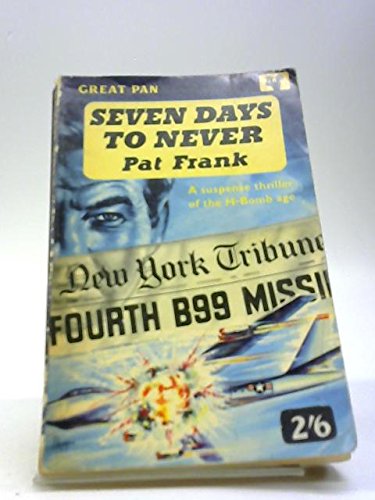 GREAT PAN
SEVEN DAYS
TO NEVER
Pat Frank
A suspense thriller
of the H-Bomb age
New York Tribun
FOURTH B99 MISSI
2'6